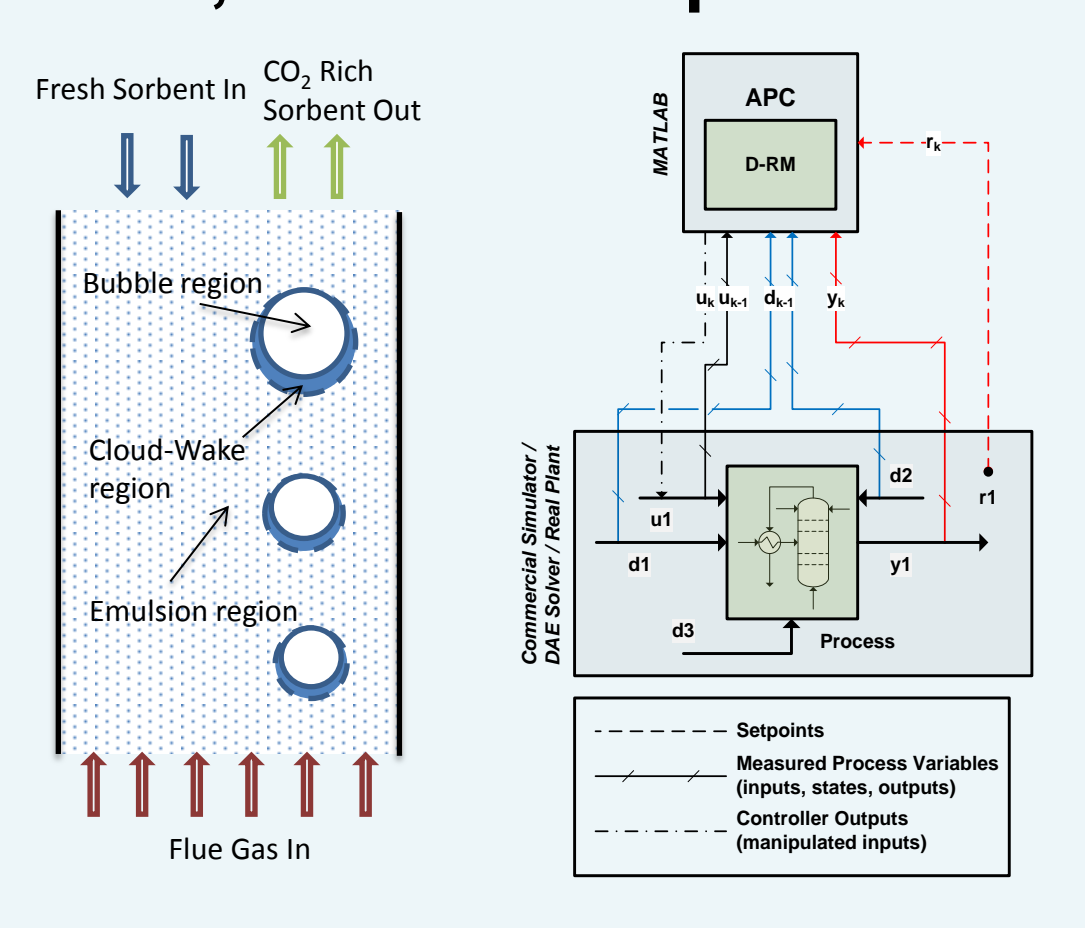 Fresh Sorbent In
CO2 Rich
Sorbent Out
Bubble region
Cloud-Wake
region
Emulsion region
Flue Gas In
MATLAB
APC
D-RM
rk
uk uk-1 dk-1 yk
Commercial Simulator /
DAE Solver / Real Plant
d2
r1
u1
d1
y1
d3
Process
Setpoints
Measured Process Variables
(inputs, states, outputs)
Controller Outputs
(manipulated inputs)